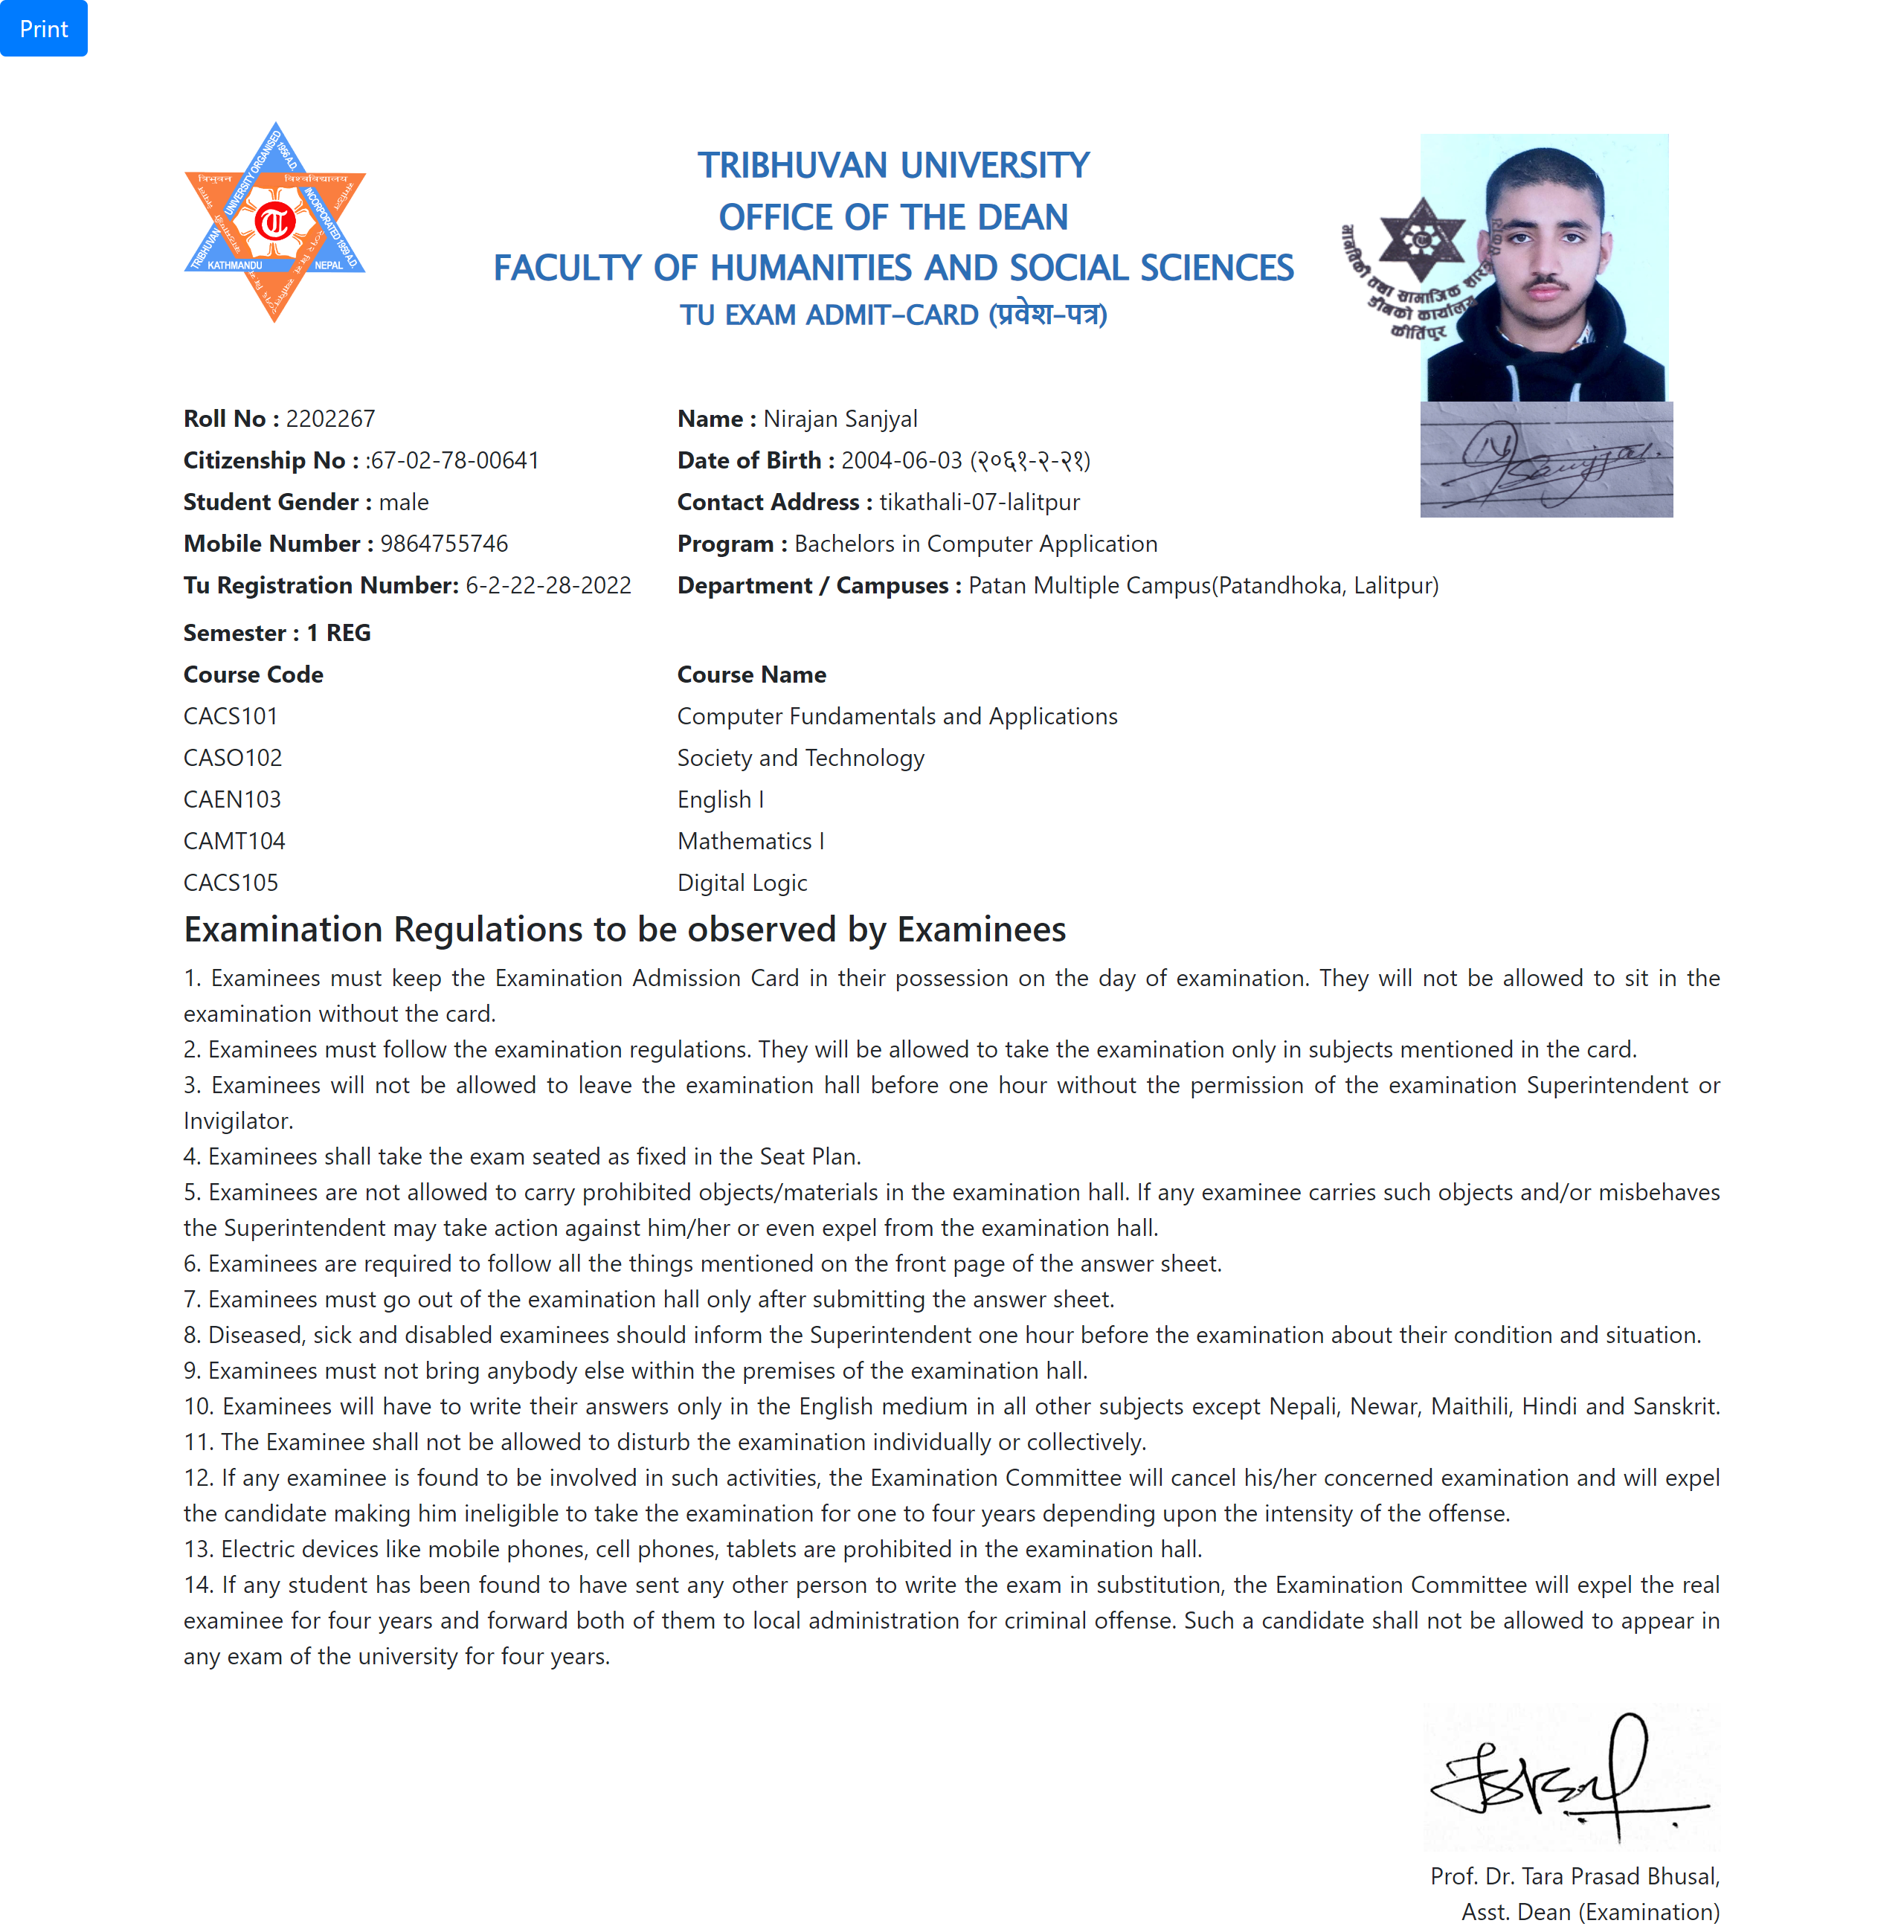 Print
TRIBHUVAN UNIVERSITY ORGANISED 1956 A.D.
INCORPORATED 1959 A.D.
त्रिभुवन विश्वविद्यालय
KATHMANDU NEPAL
TRIBHUVAN UNIVERSITY
OFFICE OF THE DEAN
FACULTY OF HUMANITIES AND SOCIAL SCIENCES
TU EXAM ADMIT-CARD (प्रवेश-पत्र)
मानविकी तथा सामाजिक शास्त्र संकाय
डीनको कार्यालय
कीर्तिपुर
Roll No : 2202267 Name : Nirajan Sanjyal
Citizenship No : :67-02-78-00641 Date of Birth : 2004-06-03 (२०६१-२-२१)
Student Gender : male Contact Address : tikathali-07-lalitpur
Mobile Number : 9864755746 Program : Bachelors in Computer Application
Tu Registration Number: 6-2-22-28-2022 Department / Campuses : Patan Multiple Campus(Patandhoka, Lalitpur)
Semester : 1 REG
Course Code Course Name
CACS101 Computer Fundamentals and Applications
CASO102 Society and Technology
CAEN103 English I
CAMT104 Mathematics I
CACS105 Digital Logic
Examination Regulations to be observed by Examinees
1. Examinees must keep the Examination Admission Card in their possession on the day of examination. They will not be allowed to sit in the
examination without the card.
2. Examinees must follow the examination regulations. They will be allowed to take the examination only in subjects mentioned in the card.
3. Examinees will not be allowed to leave the examination hall before one hour without the permission of the examination Superintendent or
Invigilator.
4. Examinees shall take the exam seated as fixed in the Seat Plan.
5. Examinees are not allowed to carry prohibited objects/materials in the examination hall. If any examinee carries such objects and/or misbehaves
the Superintendent may take action against him/her or even expel from the examination hall.
6. Examinees are required to follow all the things mentioned on the front page of the answer sheet.
7. Examinees must go out of the examination hall only after submitting the answer sheet.
8. Diseased, sick and disabled examinees should inform the Superintendent one hour before the examination about their condition and situation.
9. Examinees must not bring anybody else within the premises of the examination hall.
10. Examinees will have to write their answers only in the English medium in all other subjects except Nepali, Newar, Maithili, Hindi and Sanskrit.
11. The Examinee shall not be allowed to disturb the examination individually or collectively.
12. If any examinee is found to be involved in such activities, the Examination Committee will cancel his/her concerned examination and will expel
the candidate making him ineligible to take the examination for one to four years depending upon the intensity of the offense.
13. Electric devices like mobile phones, cell phones, tablets are prohibited in the examination hall.
14. If any student has been found to have sent any other person to write the exam in substitution, the Examination Committee will expel the real
examinee for four years and forward both of them to local administration for criminal offense. Such a candidate shall not be allowed to appear in
any exam of the university for four years.
Prof. Dr. Tara Prasad Bhusal,
Asst. Dean (Examination)